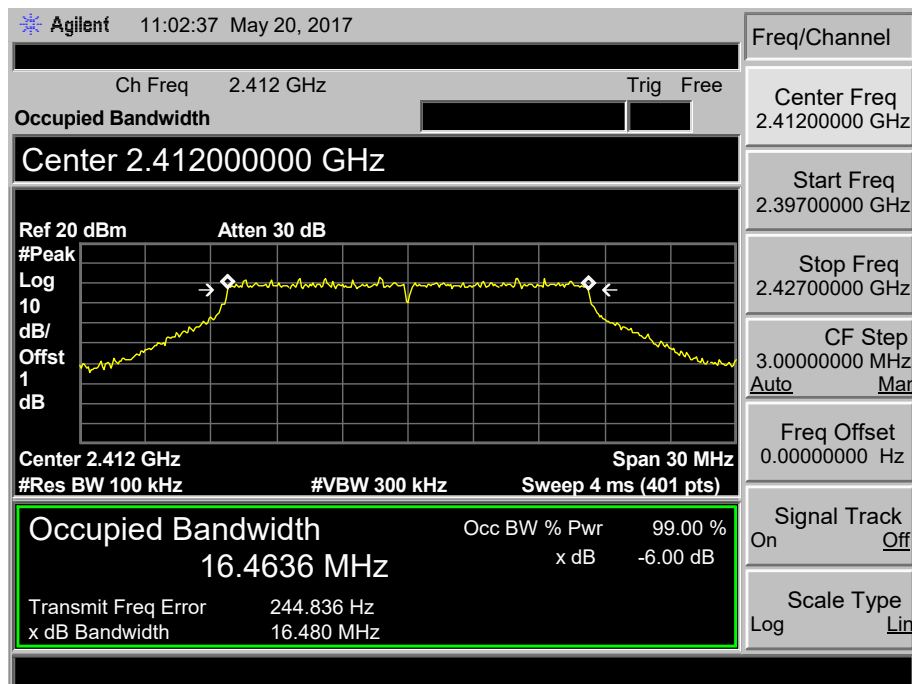 Agilent 11:02:37 May 20, 2017
Freq/Channel
Ch Freq 2.412 GHz Trig Free
Occupied Bandwidth
Center 2.412000000 GHz
Center Freq
2.41200000 GHz
Start Freq
2.39700000 GHz
Stop Freq
2.42700000 GHz
CF Step
3.00000000 MHz
Auto Man
Freq Offset
0.00000000 Hz
Signal Track
On Off
Scale Type
Log Lin
Ref 20 dBm Atten 30 dB
#Peak
Log
10
dB/
Offst
1
dB
Center 2.412 GHz Span 30 MHz
#Res BW 100 kHz #VBW 300 kHz Sweep 4 ms (401 pts)
Occupied Bandwidth Occ BW % Pwr 99.00 %
16.4636 MHz x dB -6.00 dB
Transmit Freq Error 244.836 Hz
x dB Bandwidth 16.480 MHz